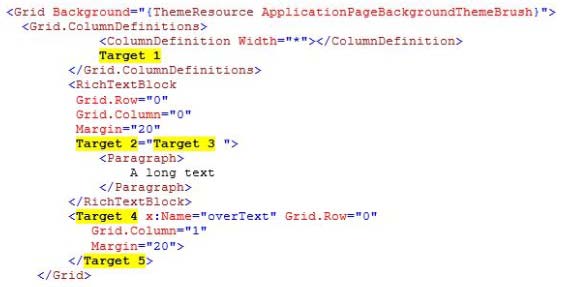 <Grid Background="{ThemeResource ApplicationPageBackgroundThemeBrush}">
<Grid.ColumnDefinitions>
<ColumnDefinition Width="*"></ColumnDefinition>
Target 1
</Grid.ColumnDefinitions>
<RichTextBlock
Grid.Row="0"
Grid.Column="0"
Margin="20"
Target 2="Target 3 ">
<Paragraph>
A long text
</Paragraph>
</RichTextBlock>
<Target 4 x:Name="overText" Grid.Row="0"
Grid.Column="1"
Margin="20">
</Target 5>
</Grid>